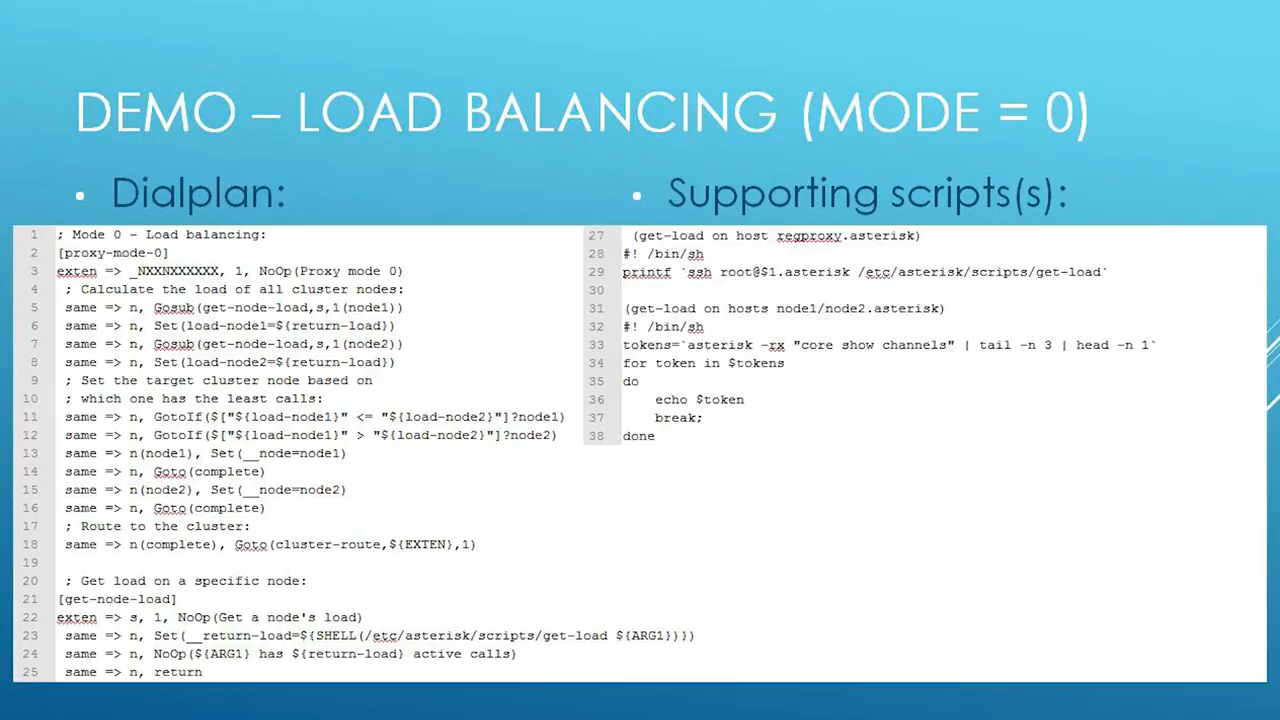 DEMO – LOAD BALANCING (MODE = 0)
• Dialplan:
1 ; Mode 0 - Load balancing:
2 [proxy-mode-0]
3 exten => _NXXNXXXXXX, 1, NoOp(Proxy mode 0)
4 ; Calculate the load of all cluster nodes:
5 same => n, Gosub(get-node-load,s,1(node1))
6 same => n, Set(load-node1=${return-load})
7 same => n, Gosub(get-node-load,s,1(node2))
8 same => n, Set(load-node2=${return-load})
9 ; Set the target cluster node based on
10 ; which one has the least calls:
11 same => n, GotoIf($["${load-node1}" <= "${load-node2}"]?node1)
12 same => n, GotoIf($["${load-node1}" > "${load-node2}"]?node2)
13 same => n(node1), Set(__node=node1)
14 same => n, Goto(complete)
15 same => n(node2), Set(__node=node2)
16 same => n, Goto(complete)
17 ; Route to the cluster:
18 same => n(complete), Goto(cluster-route,${EXTEN},1)
19
20 ; Get load on a specific node:
21 [get-node-load]
22 exten => s, 1, NoOp(Get a node's load)
23 same => n, Set(__return-load=${SHELL(/etc/asterisk/scripts/get-load ${ARG1})})
24 same => n, NoOp(${ARG1} has ${return-load} active calls)
25 same => n, return
• Supporting scripts(s):
27 (get-load on host regproxy.asterisk)
28 #! /bin/sh
29 printf `ssh root@$1.asterisk /etc/asterisk/scripts/get-load`
30
31 (get-load on hosts node1/node2.asterisk)
32 #! /bin/sh
33 tokens=`asterisk -rx "core show channels" | tail -n 3 | head -n 1`
34 for token in $tokens
35 do
36 echo $token
37 break;
38 done